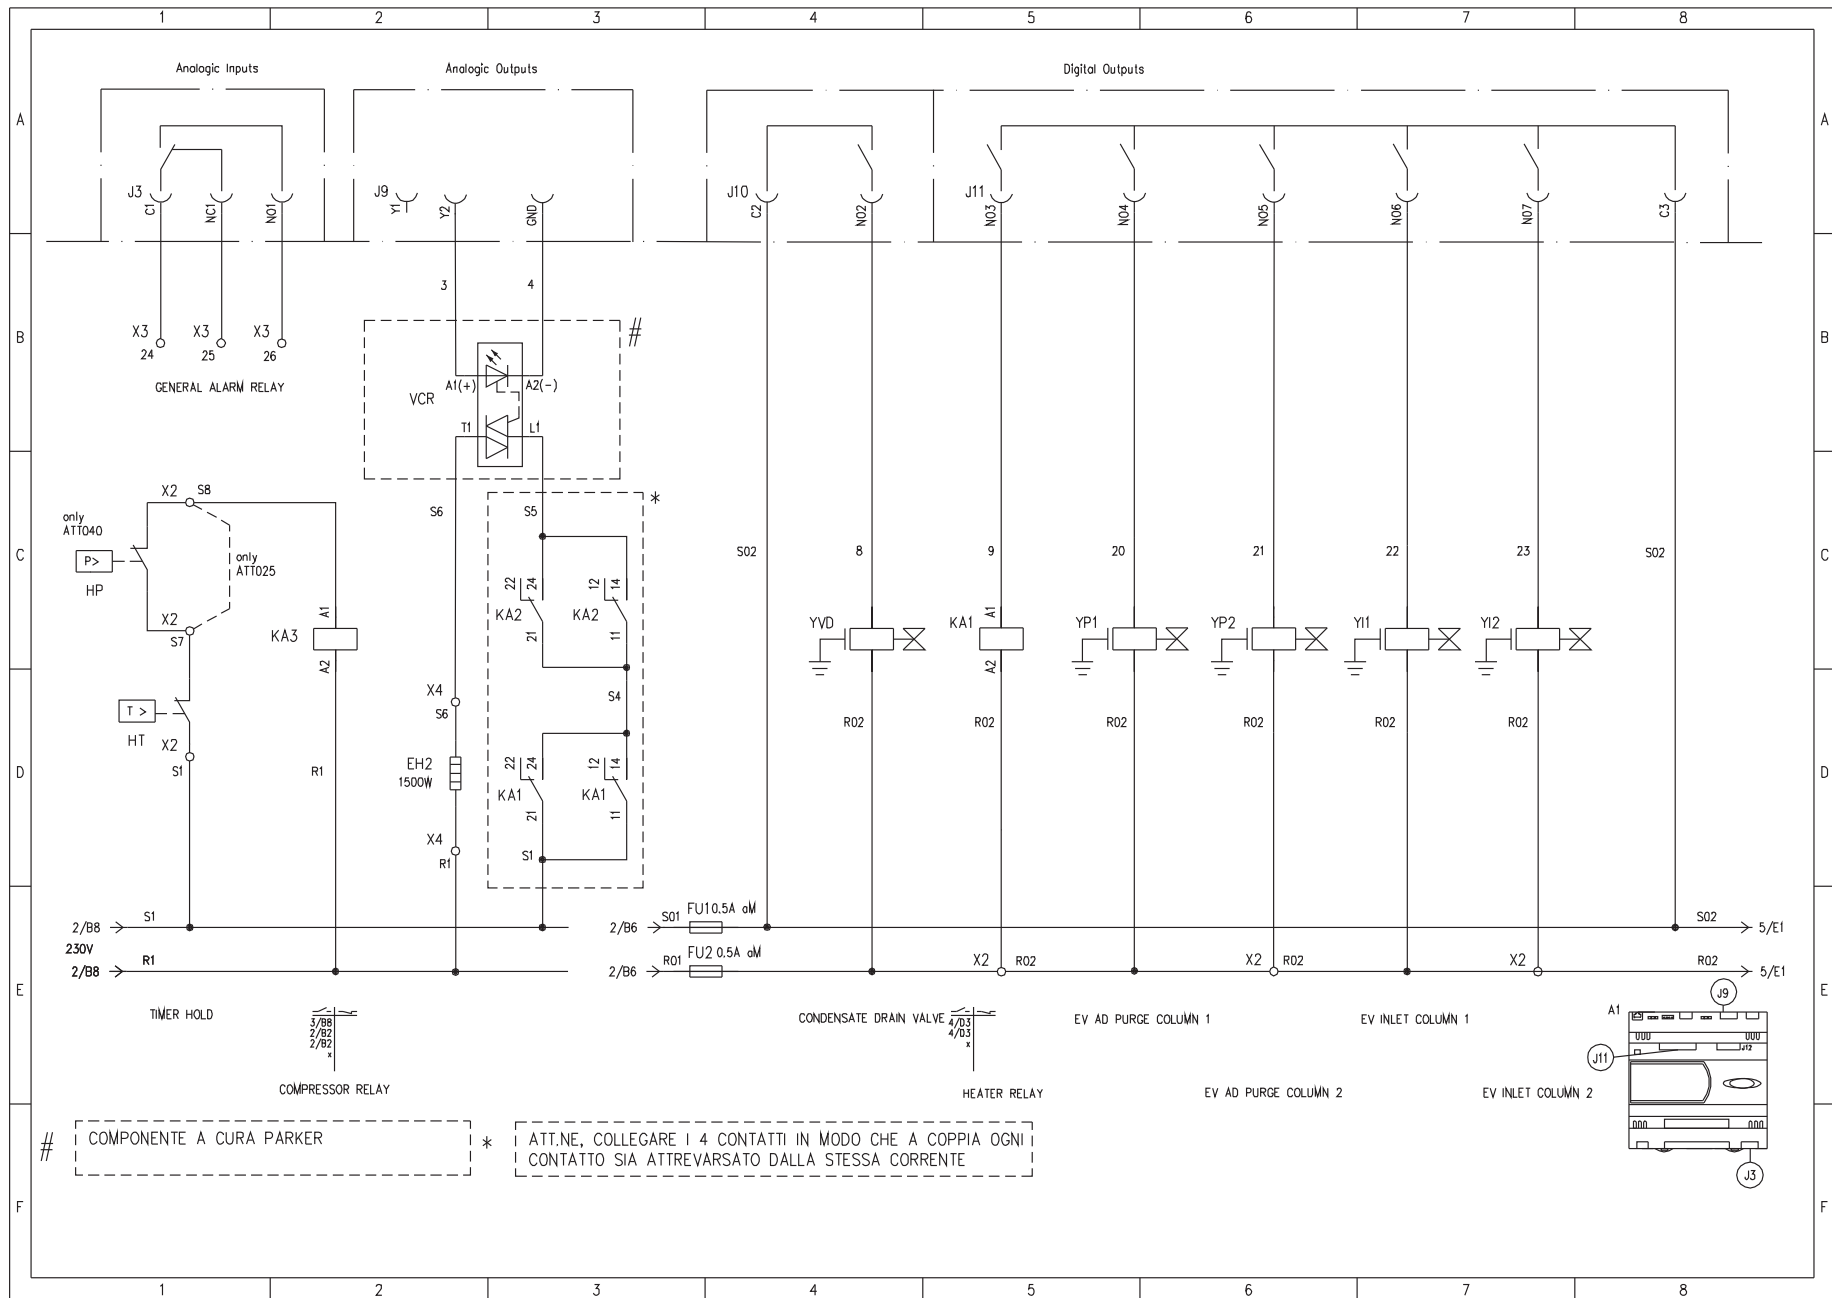 1 2 3 4 5 6 7 8
Analogic Inputs Analogic Outputs Digital Outputs
A A
J3 J9 J10 J11
C1 NC1 NO1 Y1 Y2 GND C2 NO2 NO3 NO4 NO5 NO6 NO7 C3
3 4
B B
X3 X3 X3
24 25 26
#
GENERAL ALARM RELAY
A1(+) A2(-)
VCR
T1 L1
X2 S8
only
ATT040
S6 S5 *
C C
P>
HP
only
ATT025
S02 8 9 20 21 22 23 S02
22 24 12 14
KA2 KA2
21 11
X2
S7
A1
KA3
A2
YVD
A1
KA1
A2
YP1 YP2 YI1 YI2
X4
S6
S4
T >
HT
X2
S1
R02 R02 R02 R02 R02 R02
D D
R1
EH2
1500W
22 24 12 14
KA1 KA1
21 11
X4
R1
S1
2/B8 S1 2/B6 S01 FU1 0.5A aM S02 5/E1
230V
2/B8 R1 2/B6 R01 FU2 0.5A aM X2 R02 X2 R02 X2 R02 5/E1
E E
TIMER HOLD
3/B8
2/B2
2/B2
x
COMPRESSOR RELAY
CONDENSATE DRAIN VALVE
4/D3
4/D3
x
HEATER RELAY
EV AD PURGE COLUMN 1
EV AD PURGE COLUMN 2
EV INLET COLUMN 1
EV INLET COLUMN 2
A1
J9
J12
J11
J3
#
COMPONENTE A CURA PARKER
*
ATT.NE, COLLEGARE I 4 CONTATTI IN MODO CHE A COPPIA OGNI
CONTATTO SIA ATTREVARSATO DALLA STESSA CORRENTE
F F
1 2 3 4 5 6 7 8